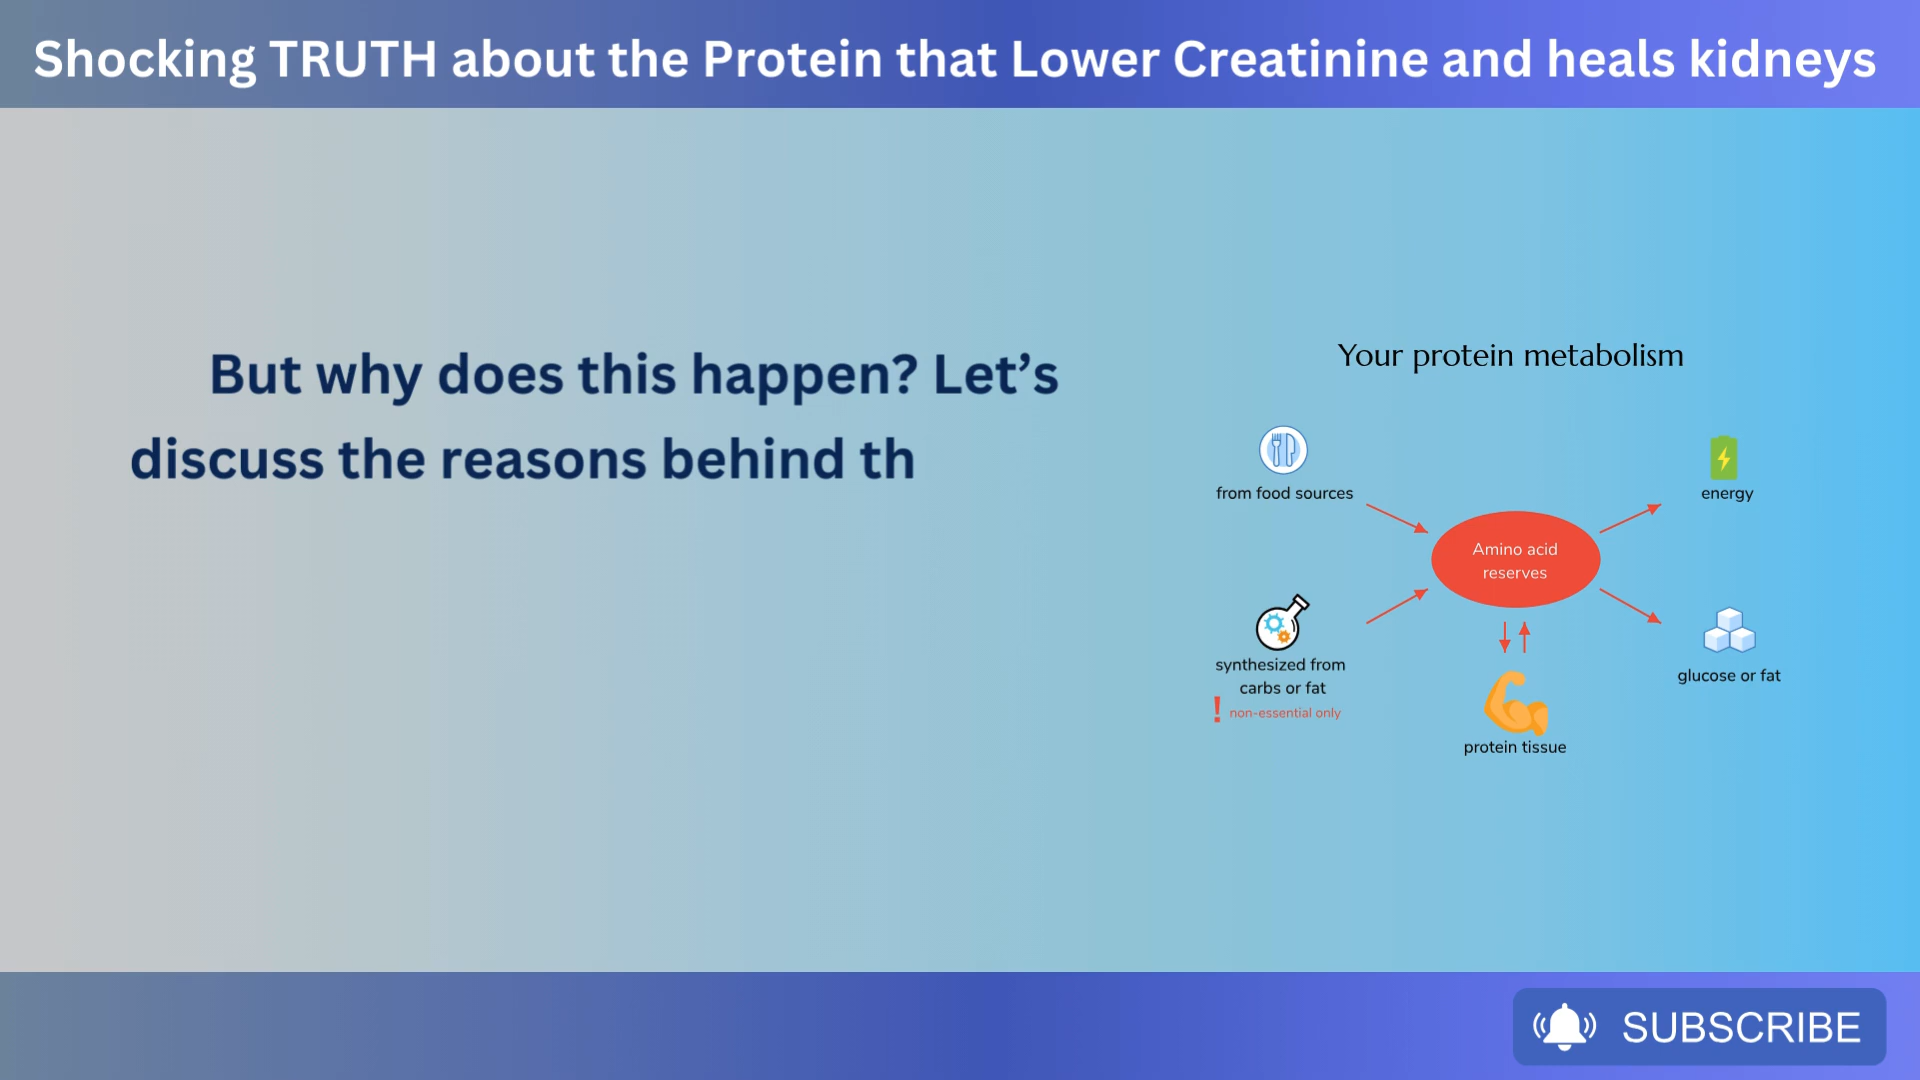 Shocking TRUTH about the Protein that Lower Creatinine and heals kidneys
But why does this happen? Let’s
discuss the reasons behind th
Your protein metabolism
from food sources
energy
Amino acid
reserves
synthesized from
carbs or fat
! non-essential only
glucose or fat
protein tissue
SUBSCRIBE